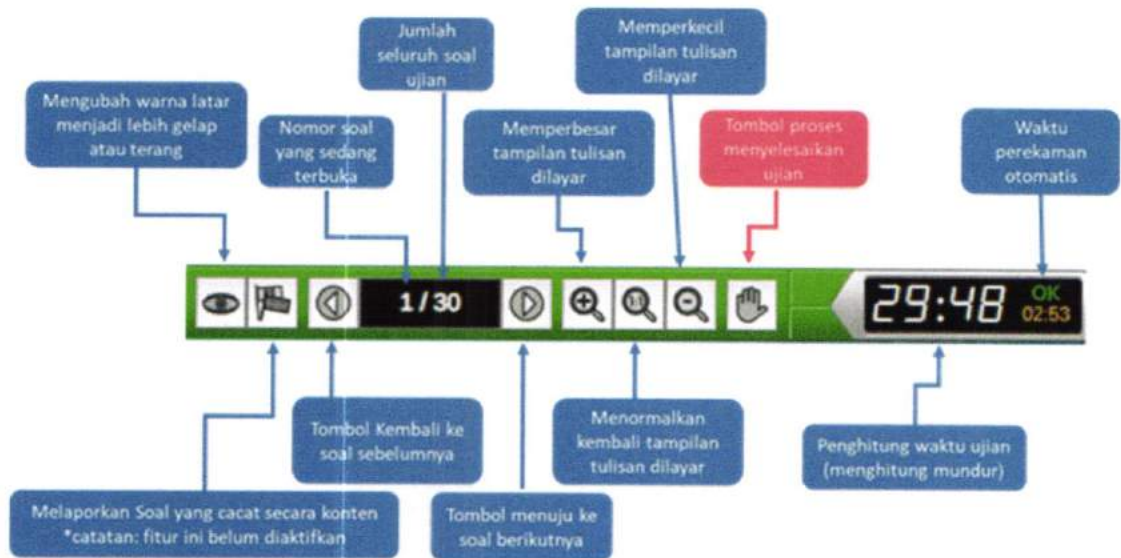 Jumlah
seluruh soal
ujian
Memperkecil
tampilan tulisan
dilayar
Mengubah warna latar
menjadi lebih gelap
atau terang
Nomor soal
yang sedang
terbuka
Memperbesar
tampilan tulisan
dilayar
Tombol proses
menyelesaikan
ujian
Waktu
perekaman
otomatis
1 / 30
1:1
29:48
OK
02:53
Tombol Kembali ke
soal sebelumnya
Menormalkan
kembali tampilan
tulisan dilayar
Penghitung waktu ujian
(menghitung mundur)
Melaporkan Soal yang cacat secara konten
*catatan: fitur ini belum diaktifkan
Tombol menuju ke
soal berikutnya